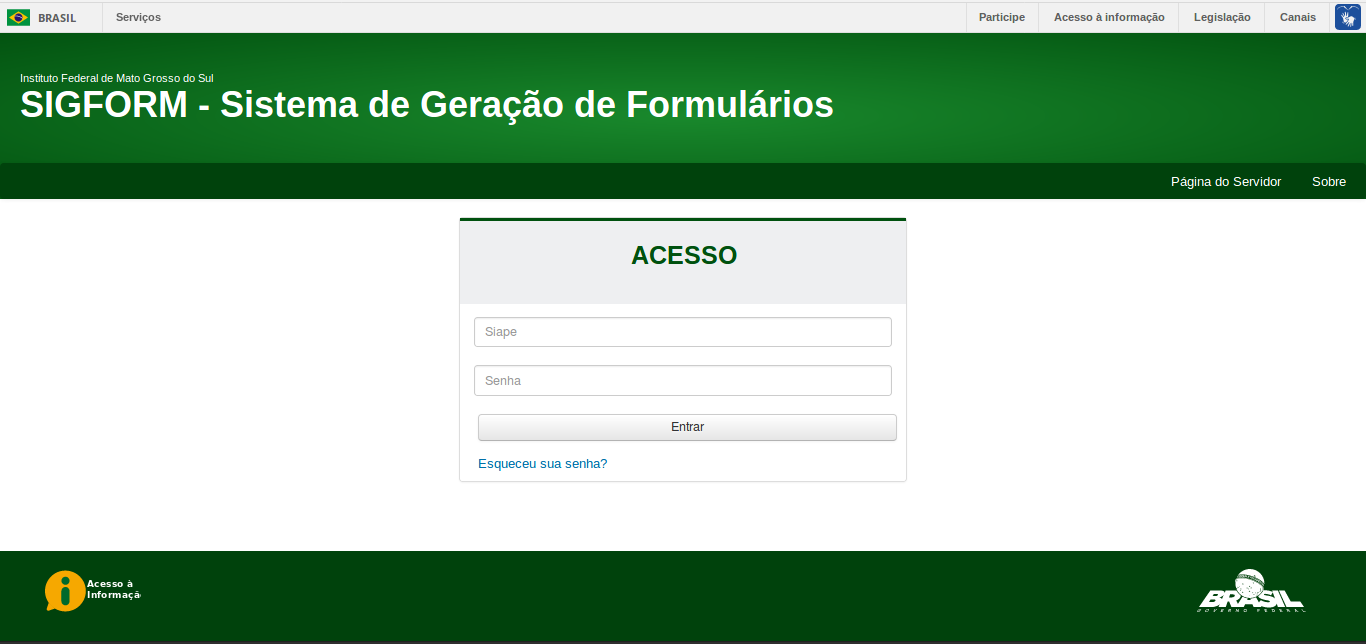 BRASIL
Serviços
Participe
Acesso à informação
Legislação
Canais
Instituto Federal de Mato Grosso do Sul
SIGFORM - Sistema de Geração de Formulários
Página do Servidor
Sobre
ACESSO
Siape
Senha
Entrar
Esqueceu sua senha?
Acesso à
Informaçã
BRASIL
GOVERNO FEDERAL